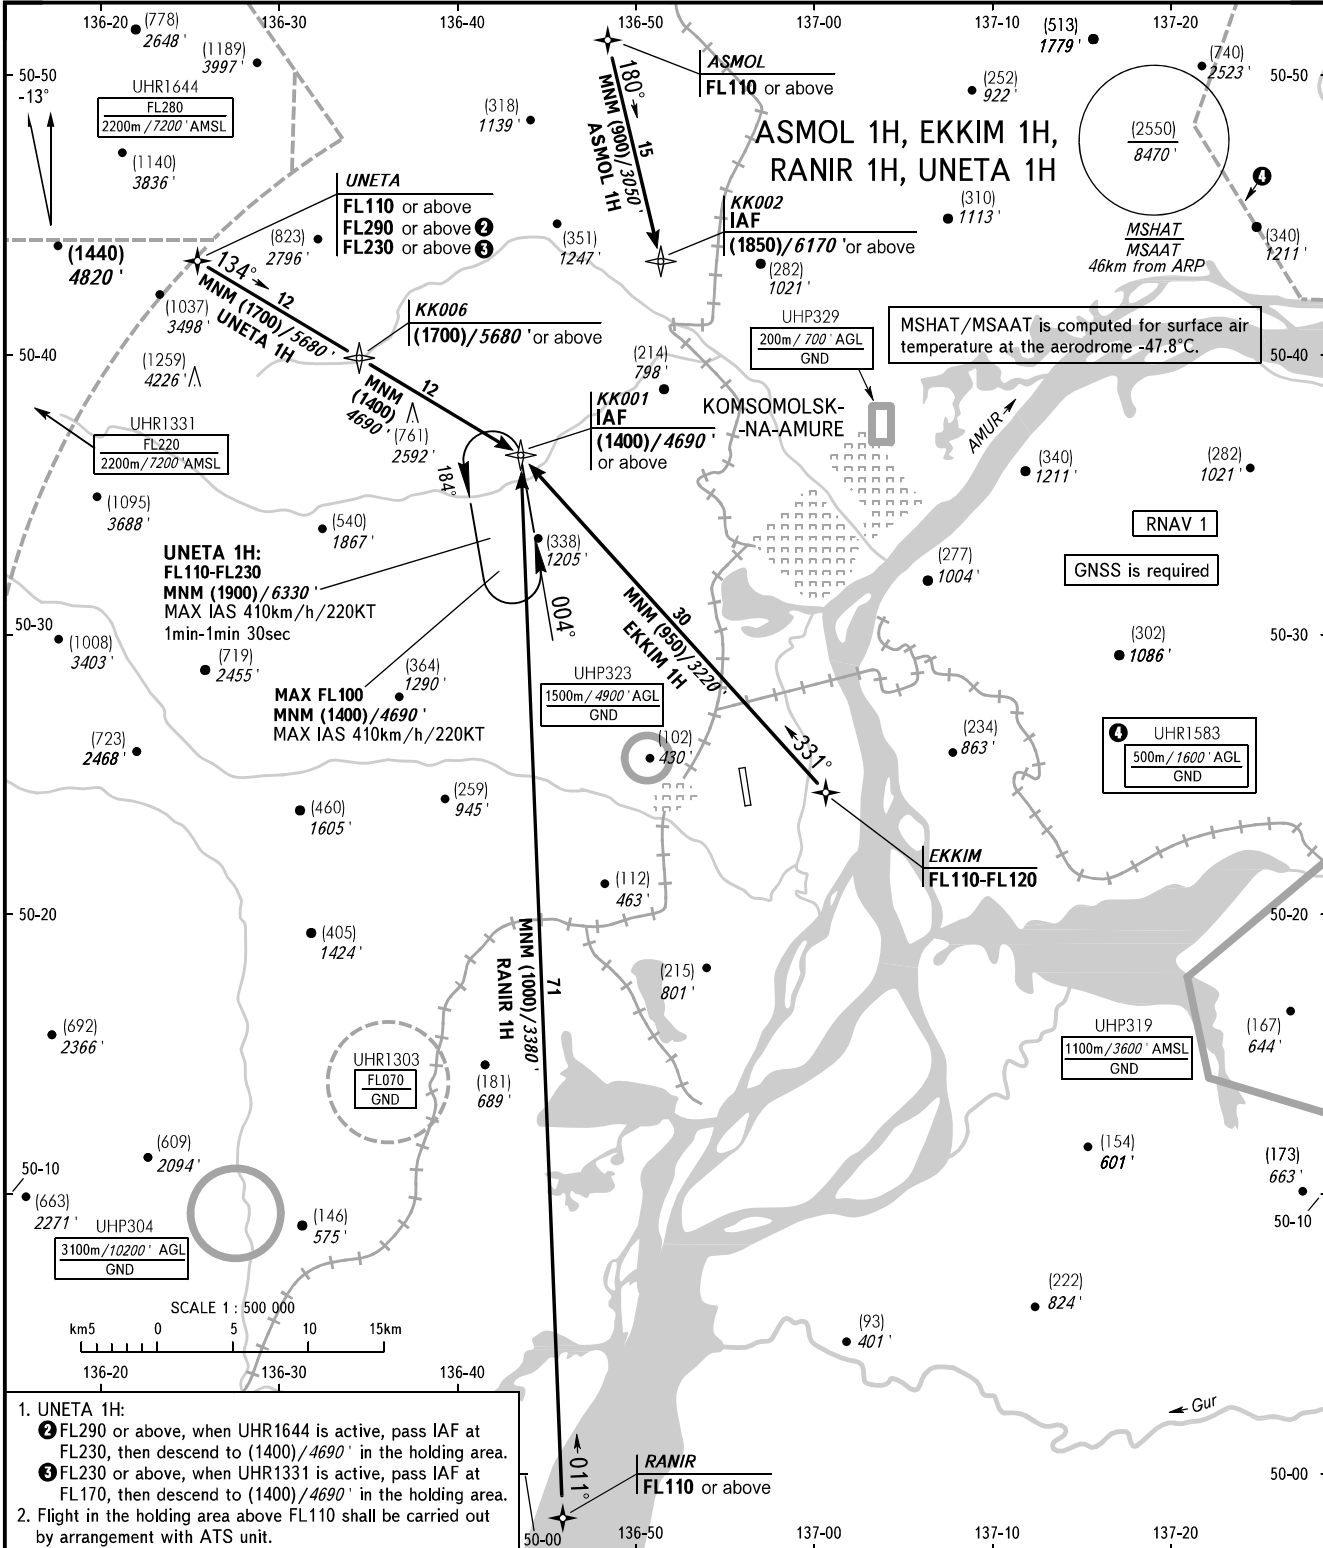 136-20
136-30
136-40
136-50
137-00
137-10
137-20
(778)
2648'
(1189)
3997'
50-50
-13°
UHR1644
FL280
2200m/7200' AMSL
(1140)
3836'
(318)
1139'
180°
MNM (900)/3050'
ASMOL 1H
15
ASMOL
FL110 or above
(252)
922'
(513)
1779'
(740)
2523'
50-50
ASMOL 1H, EKKIM 1H,
RANIR 1H, UNETA 1H
(2550)
8470'
MSHAT
MSAAT
46km from ARP
4
(340)
1211'
(310)
1113'
UNETA
FL110 or above
FL290 or above 2
FL230 or above 3
(823)
2796'
(351)
1247'
KK002
IAF
(1850)/6170' or above
(282)
1021'
(1440)
4820'
134°
12
MNM (1700)/5680'
UNETA 1H
(1037)
3498'
KK006
(1700)/5680' or above
UHP329
200m/700' AGL
GND
MSHAT/MSAAT is computed for surface air
temperature at the aerodrome -47.8°C.
50-40
(1259)
4226'
(214)
798'
12
MNM
(1400)
4690'
(761)
2592'
KK001
IAF
(1400)/4690'
or above
KOMSOMOLSK-
-NA-AMURE
AMUR
UHR1331
FL220
2200m/7200' AMSL
184°
(340)
1211'
(282)
1021'
(1095)
3688'
(540)
1867'
(338)
1205'
RNAV 1
GNSS is required
(277)
1004'
UNETA 1H:
FL110-FL230
MNM (1900)/6330'
MAX IAS 410km/h/220KT
1min-1min 30sec
004°
30
MNM (950)/3220'
EKKIM 1H
50-30
(1008)
3403'
(719)
2455'
(364)
1290'
(302)
1086'
50-30
UHP323
1500m/4900' AGL
GND
MAX FL100
MNM (1400)/4690'
MAX IAS 410km/h/220KT
(723)
2468'
(102)
430'
331°
(234)
863'
4 UHR1583
500m/1600' AGL
GND
(460)
1605'
(259)
945'
EKKIM
FL110-FL120
(112)
463'
50-20
50-20
(405)
1424'
MNM (1000)/3380'
RANIR 1H
71
(215)
801'
(692)
2366'
UHR1303
FL070
GND
(181)
689'
UHP319
1100m/3600' AMSL
GND
(167)
644'
(609)
2094'
(154)
601'
(173)
663'
50-10
50-10
(663)
2271'
UHP304
3100m/10200' AGL
GND
(146)
575'
(222)
824'
(93)
401'
SCALE 1 : 500 000
km5 0 5 10 15km
136-20
136-30
136-40
Gur
1. UNETA 1H:
2 FL290 or above, when UHR1644 is active, pass IAF at
FL230, then descend to (1400)/4690' in the holding area.
3 FL230 or above, when UHR1331 is active, pass IAF at
FL170, then descend to (1400)/4690' in the holding area.
2. Flight in the holding area above FL110 shall be carried out
by arrangement with ATS unit.
011°
RANIR
FL110 or above
50-00
50-00
136-50
137-00
137-10
137-20
50-40